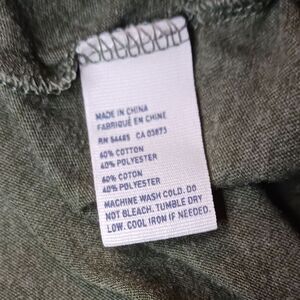 MADE IN CHINA
FABRIQUÉ EN CHINE
RN 54485 CA 03875
60% COTTON
40% POLYESTER
60% COTON
40% POLYESTER
MACHINE WASH COLD. DO
NOT BLEACH. TUMBLE DRY
LOW. COOL IRON IF NEEDED.